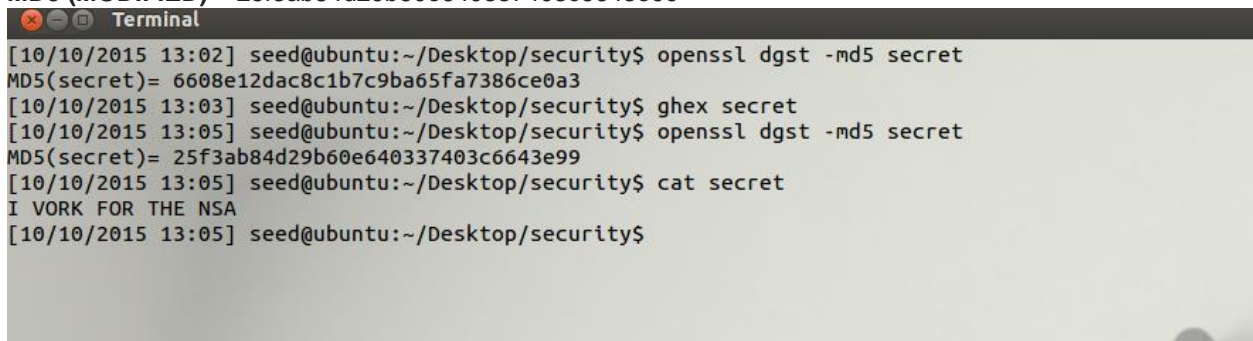 Terminal
[10/10/2015 13:02] seed@ubuntu:~/Desktop/security$ openssl dgst -md5 secret
MD5(secret)= 6608e12dac8c1b7c9ba65fa7386ce0a3
[10/10/2015 13:03] seed@ubuntu:~/Desktop/security$ ghex secret
[10/10/2015 13:05] seed@ubuntu:~/Desktop/security$ openssl dgst -md5 secret
MD5(secret)= 25f3ab84d29b60e640337403c6643e99
[10/10/2015 13:05] seed@ubuntu:~/Desktop/security$ cat secret
I VORK FOR THE NSA
[10/10/2015 13:05] seed@ubuntu:~/Desktop/security$